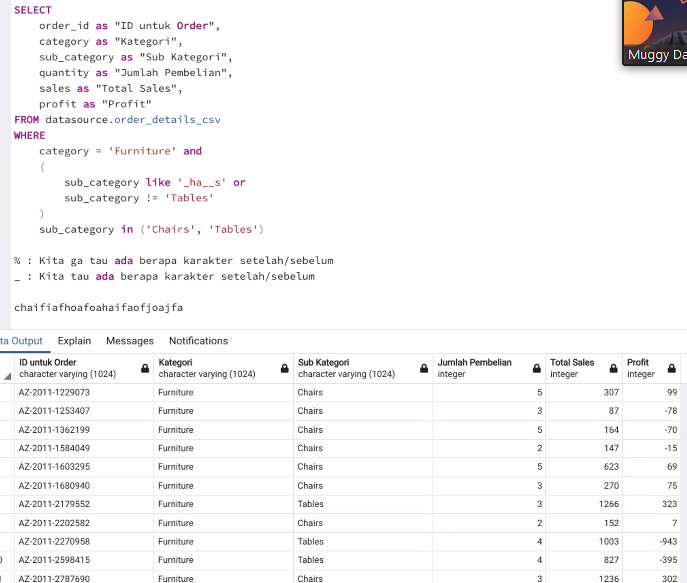 SELECT
order_id as "ID untuk Order",
category as "Kategori",
sub_category as "Sub Kategori",
quantity as "Jumlah Pembelian",
sales as "Total Sales",
profit as "Profit"
FROM datasource.order_details_csv
WHERE
category = 'Furniture' and
(
sub_category like '_ha__s' or
sub_category != 'Tables'
)
sub_category in ('Chairs', 'Tables')
% : Kita ga tau ada berapa karakter setelah/sebelum
_ : Kita tau ada berapa karakter setelah/sebelum
chaifiafhoafoahaifaofjoajfa
Muggy Da
ta Output Explain Messages Notifications
ID untuk Order Kategori Sub Kategori Jumlah Pembelian Total Sales Profit
character varying (1024) character varying (1024) character varying (1024) integer integer integer
AZ-2011-1229073 Furniture Chairs 5 307 99
AZ-2011-1253407 Furniture Chairs 3 87 -78
AZ-2011-1362199 Furniture Chairs 5 164 -70
AZ-2011-1584049 Furniture Chairs 2 147 -15
AZ-2011-1603295 Furniture Chairs 5 623 69
AZ-2011-1680940 Furniture Chairs 3 270 75
AZ-2011-2179552 Furniture Tables 3 1266 323
AZ-2011-2202582 Furniture Chairs 2 152 7
AZ-2011-2270958 Furniture Tables 4 1003 -943
0 AZ-2011-2598415 Furniture Tables 4 827 -395
1 AZ-2011-2787690 Furniture Chairs 3 1236 302